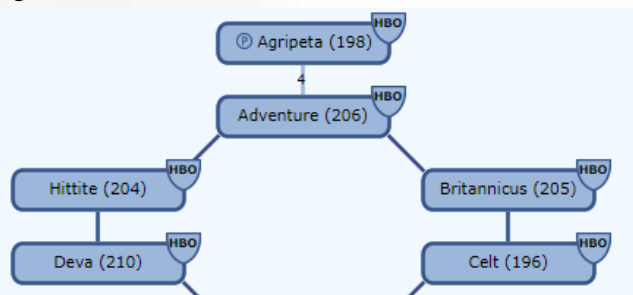 HBO
Ⓟ Agripeta (198)
4
HBO
Adventure (206)
HBO
Hittite (204)
HBO
Britannicus (205)
HBO
Deva (210)
HBO
Celt (196)